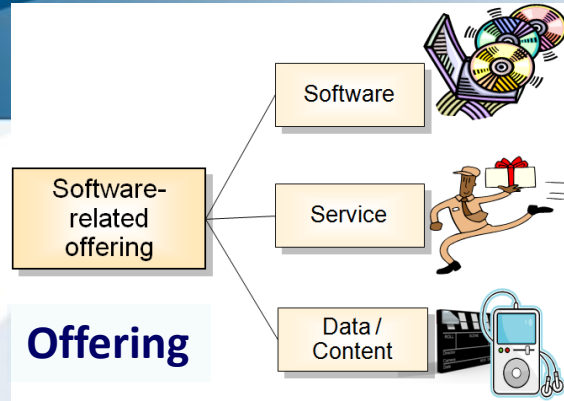 Software
Software-
related
offering
Service
Data /
Content
Offering